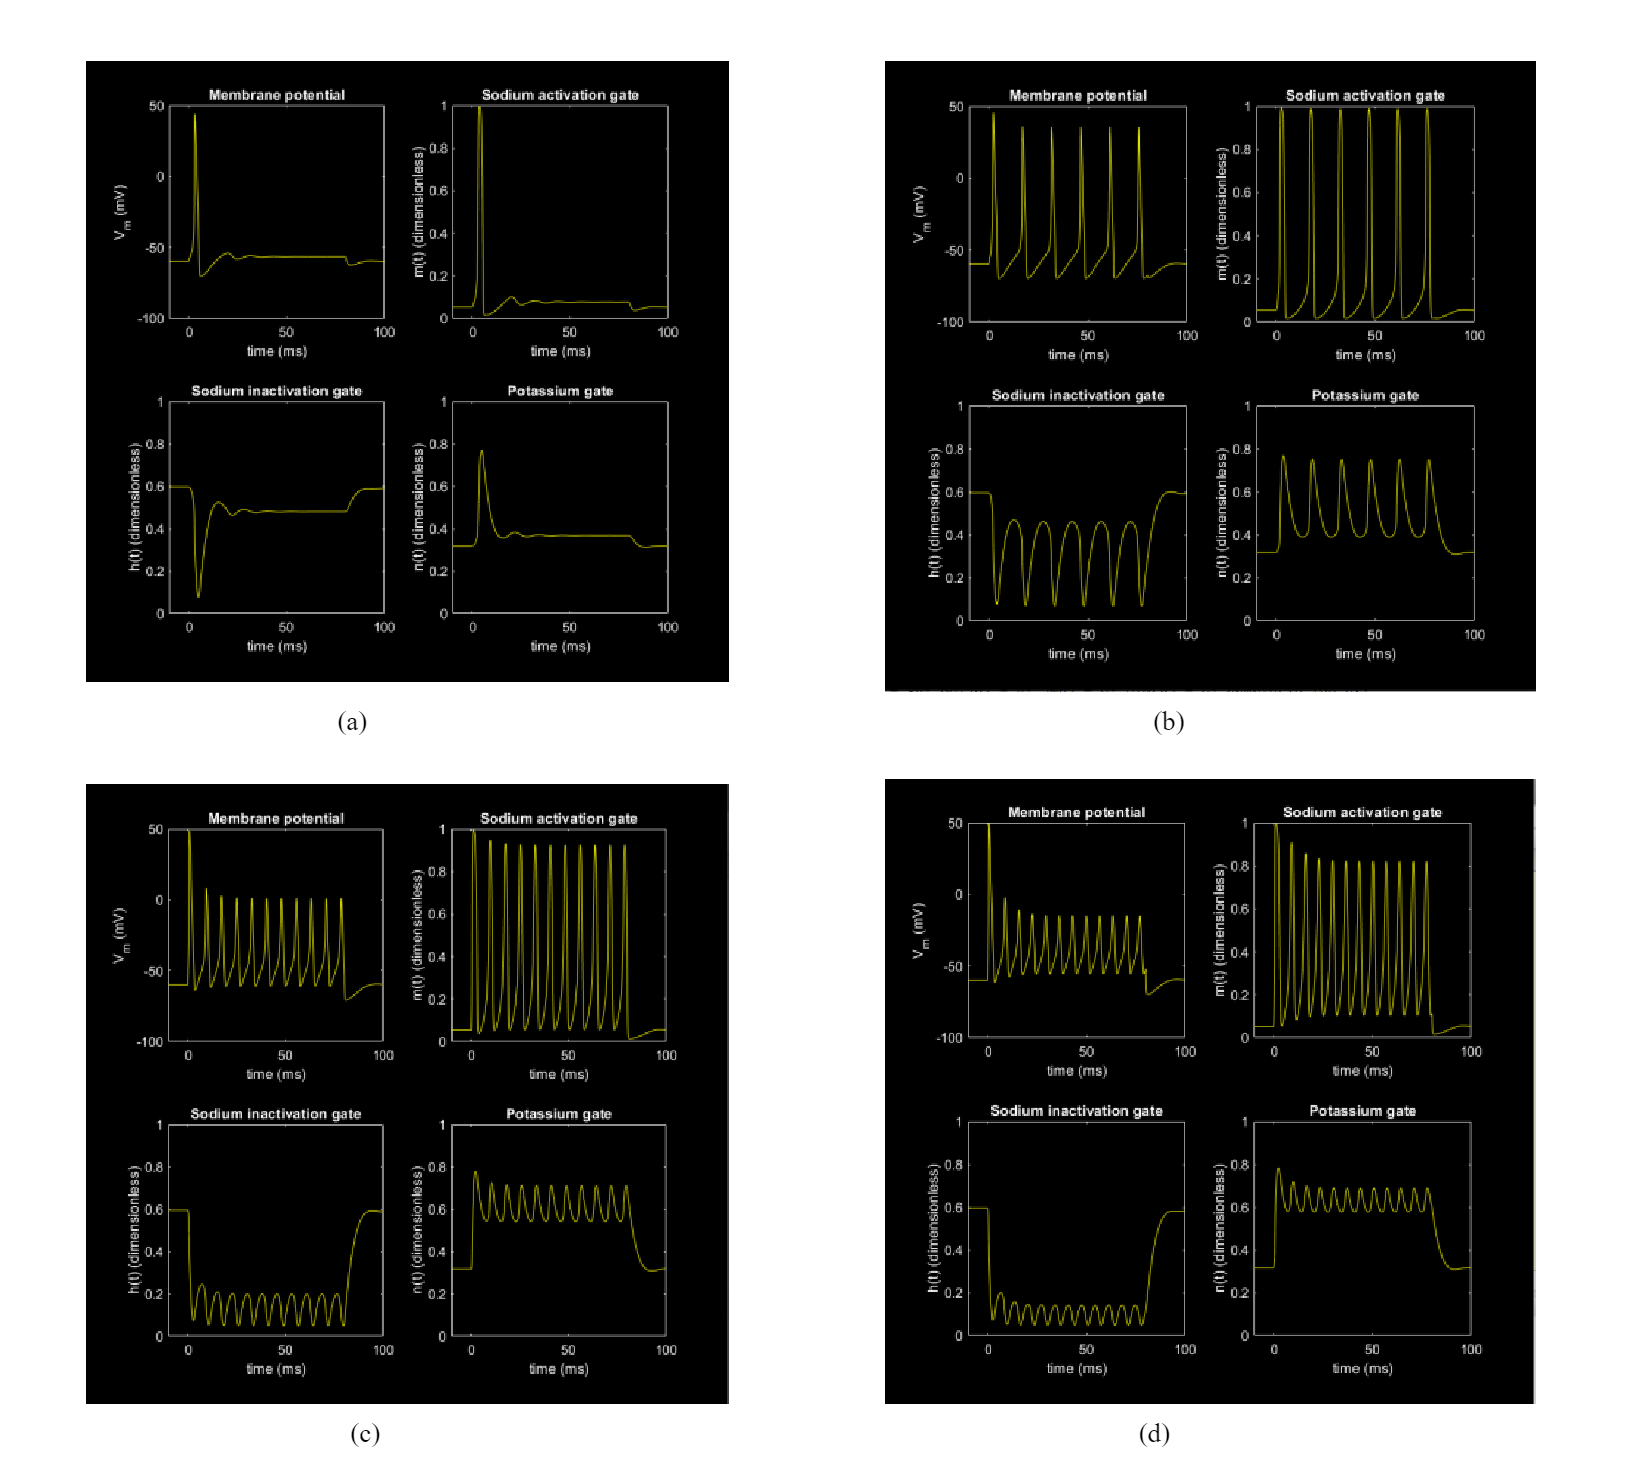 Membrane potential
Sodium activation gate
50
0
-50
-100
V_m (mV)
0 50 100
time (ms)
1
0.8
0.6
0.4
0.2
0
m(t) (dimensionless)
0 50 100
time (ms)
Sodium inactivation gate
Potassium gate
1
0.8
0.6
0.4
0.2
0
h(t) (dimensionless)
0 50 100
time (ms)
1
0.8
0.6
0.4
0.2
0
n(t) (dimensionless)
0 50 100
time (ms)
(a)
Membrane potential
Sodium activation gate
50
0
-50
-100
V_m (mV)
0 50 100
time (ms)
1
0.8
0.6
0.4
0.2
0
m(t) (dimensionless)
0 50 100
time (ms)
Sodium inactivation gate
Potassium gate
1
0.8
0.6
0.4
0.2
0
h(t) (dimensionless)
0 50 100
time (ms)
1
0.8
0.6
0.4
0.2
0
n(t) (dimensionless)
0 50 100
time (ms)
(b)
Membrane potential
Sodium activation gate
50
0
-50
-100
V_m (mV)
0 50 100
time (ms)
1
0.8
0.6
0.4
0.2
0
m(t) (dimensionless)
0 50 100
time (ms)
Sodium inactivation gate
Potassium gate
1
0.8
0.6
0.4
0.2
0
h(t) (dimensionless)
0 50 100
time (ms)
1
0.8
0.6
0.4
0.2
0
n(t) (dimensionless)
0 50 100
time (ms)
(c)
Membrane potential
Sodium activation gate
50
0
-50
-100
V_m (mV)
0 50 100
time (ms)
1
0.8
0.6
0.4
0.2
0
m(t) (dimensionless)
0 50 100
time (ms)
Sodium inactivation gate
Potassium gate
1
0.8
0.6
0.4
0.2
0
h(t) (dimensionless)
0 50 100
time (ms)
1
0.8
0.6
0.4
0.2
0
n(t) (dimensionless)
0 50 100
time (ms)
(d)